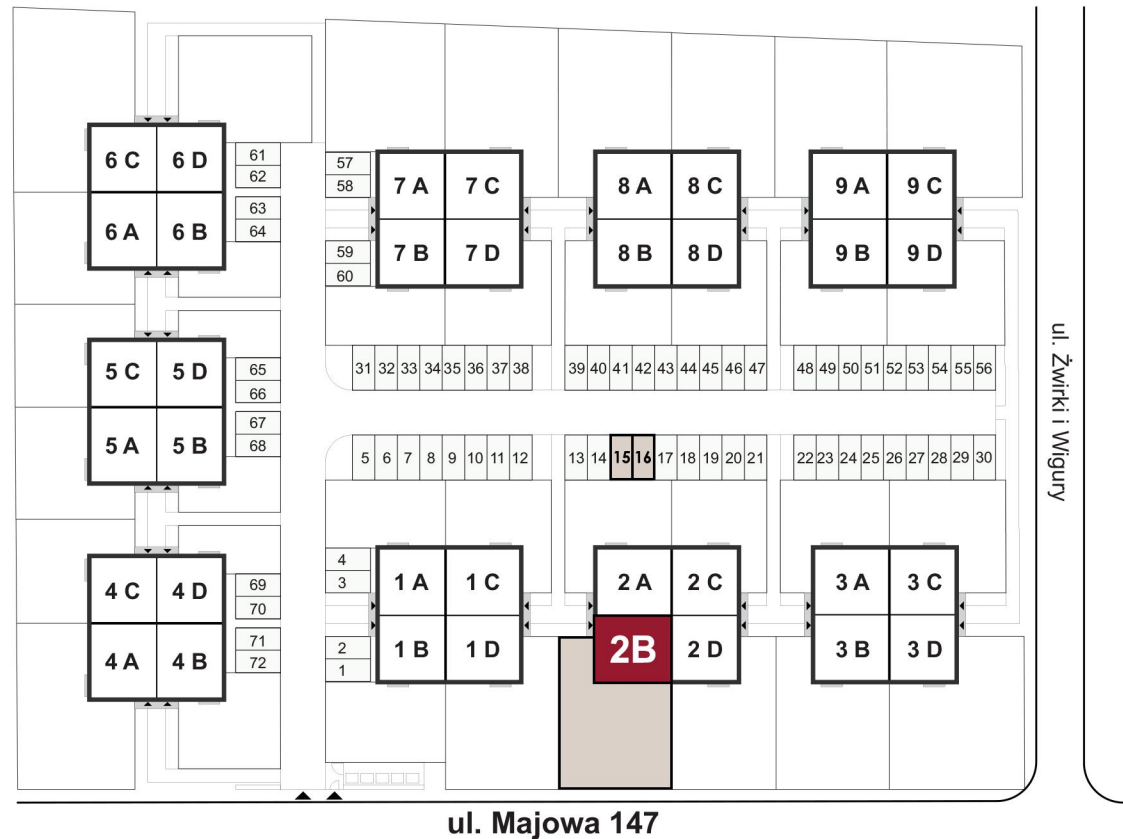 6 C 6 D
6 A 6 B
61
62
63
64
57
58
59
60
7 A 7 C
7 B 7 D
8 A 8 C
8 B 8 D
9 A 9 C
9 B 9 D
5 C 5 D
5 A 5 B
65
66
67
68
31 32 33 34 35 36 37 38
39 40 41 42 43 44 45 46 47
48 49 50 51 52 53 54 55 56
5 6 7 8 9 10 11 12
13 14 15 16 17 18 19 20 21
22 23 24 25 26 27 28 29 30
ul. Żwirki i Wigury
4 C 4 D
4 A 4 B
69
70
71
72
4
3
2
1
1 A 1 C
1 B 1 D
2 A 2 C
2B 2 D
3 A 3 C
3 B 3 D
ul. Majowa 147